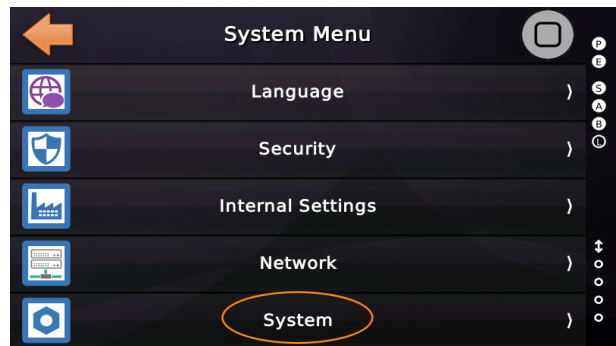 System Menu
Language
Security
Internal Settings
Network
System
P
E
S
A
B
L